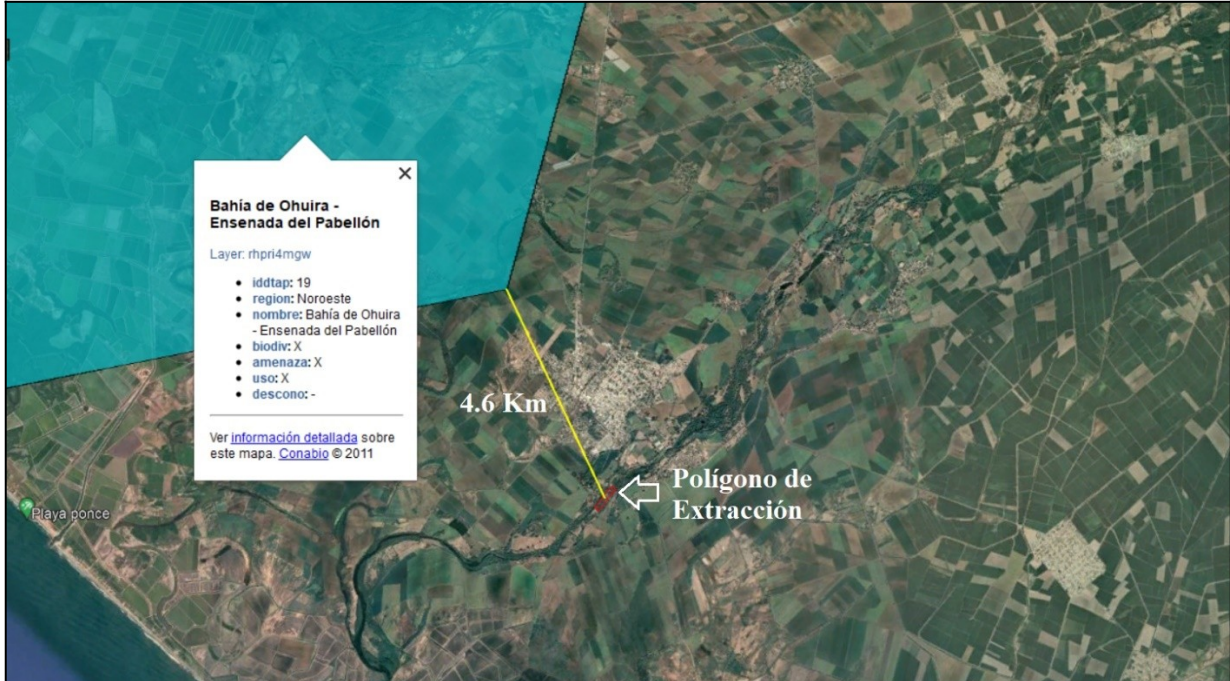 Bahía de Ohuira -
Ensenada del Pabellón
Layer: rhpri4mgw
• iddtap: 19
• region: Noroeste
• nombre: Bahía de Ohuira
- Ensenada del Pabellón
• biodiv: X
• amenaza: X
• uso: X
• descono: -
Ver información detallada sobre
este mapa. Conabio © 2011
4.6 Km
Polígono de
Extracción
Playa ponce